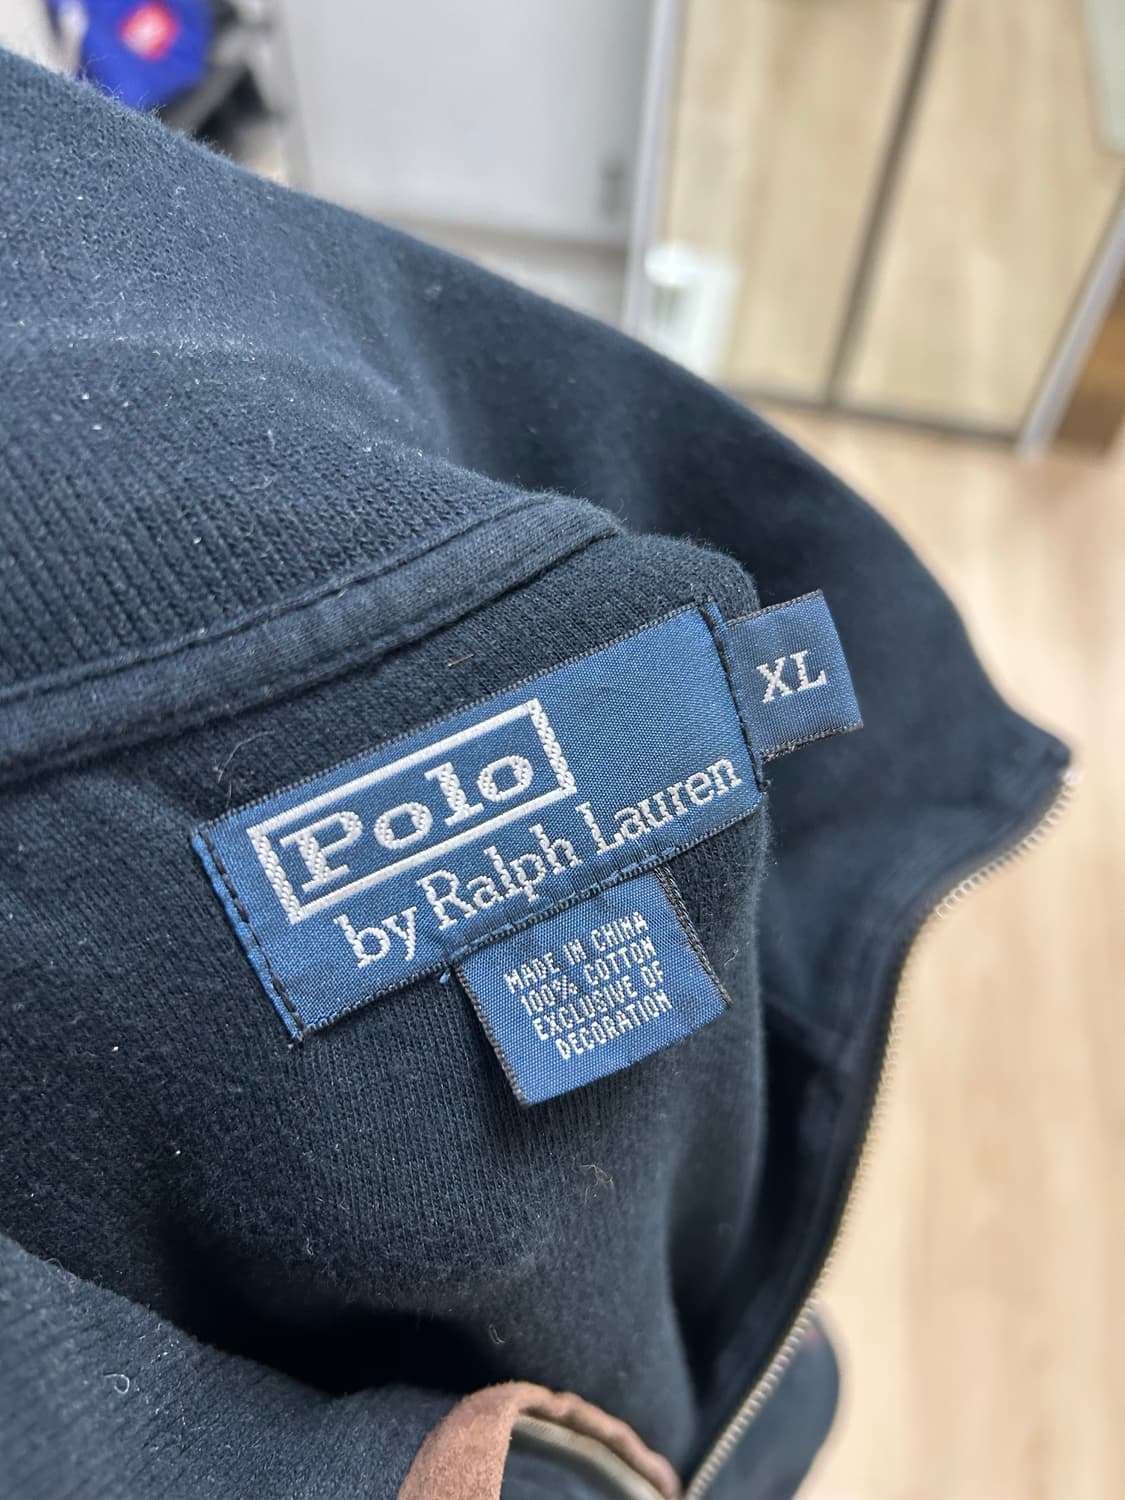 Polo
by Ralph Lauren
XL
MADE IN CHINA
100% COTTON
EXCLUSIVE OF
DECORATION